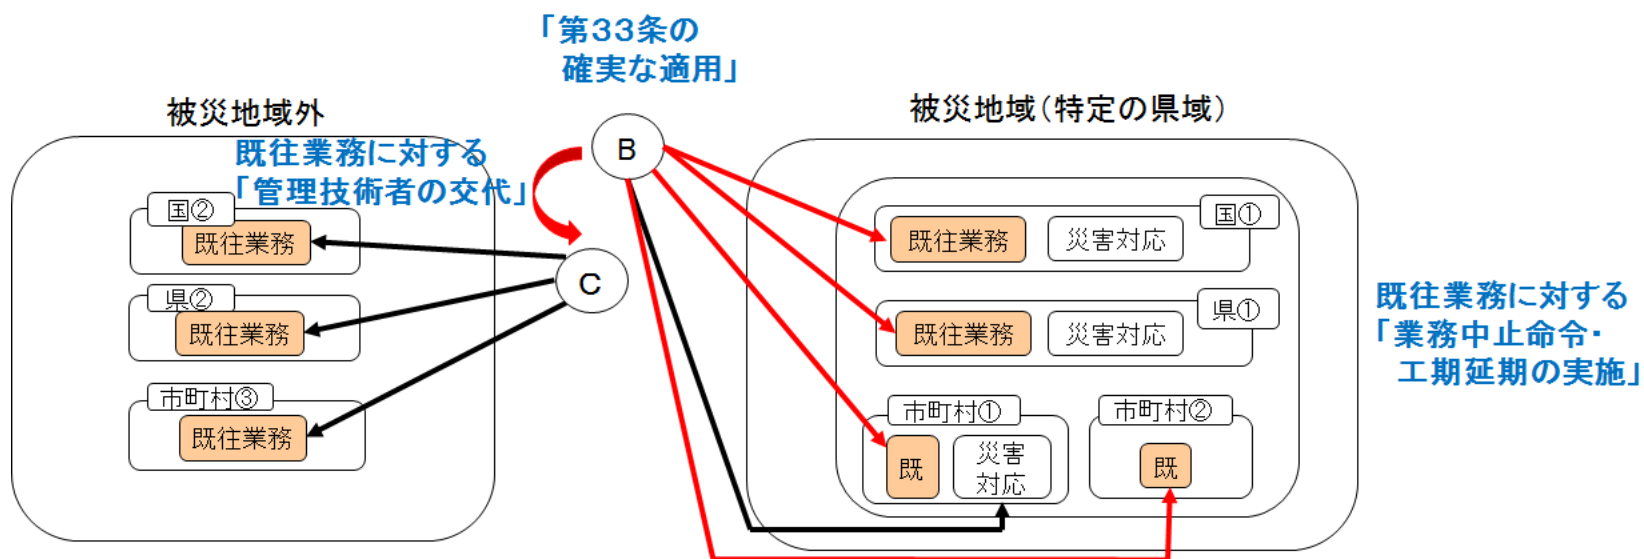 「第33条の
確実な適用」
被災地域外
既往業務に対する
「管理技術者の交代」
国②
既往業務
県②
既往業務
市町村③
既往業務
B
C
被災地域（特定の県域）
国①
既往業務
災害対応
県①
既往業務
災害対応
市町村①
既
災害
対応
市町村②
既
既往業務に対する
「業務中止命令・
工期延期の実施」